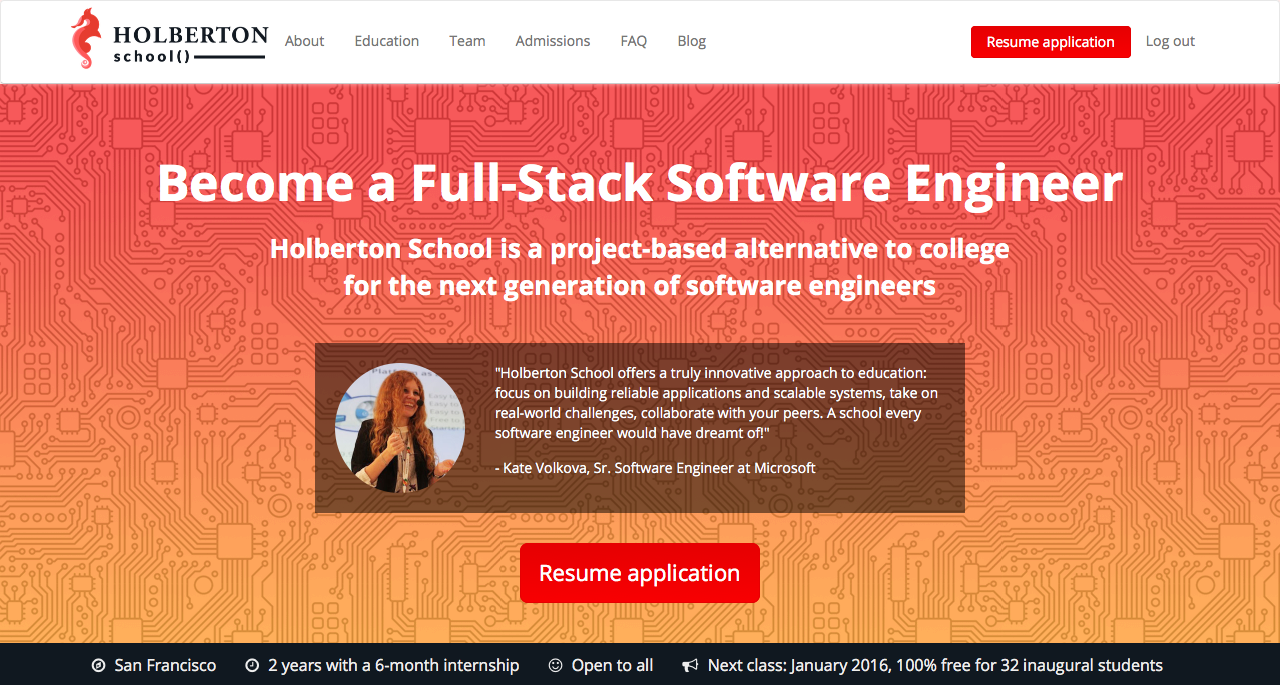 HOLBERTON
school()
About Education Team Admissions FAQ Blog Resume application Log out
Become a Full-Stack Software Engineer
Holberton School is a project-based alternative to college
for the next generation of software engineers
"Holberton School offers a truly innovative approach to education:
focus on building reliable applications and scalable systems, take on
real-world challenges, collaborate with your peers. A school every
software engineer would have dreamt of!"
- Kate Volkova, Sr. Software Engineer at Microsoft
Resume application
San Francisco 2 years with a 6-month internship Open to all Next class: January 2016, 100% free for 32 inaugural students